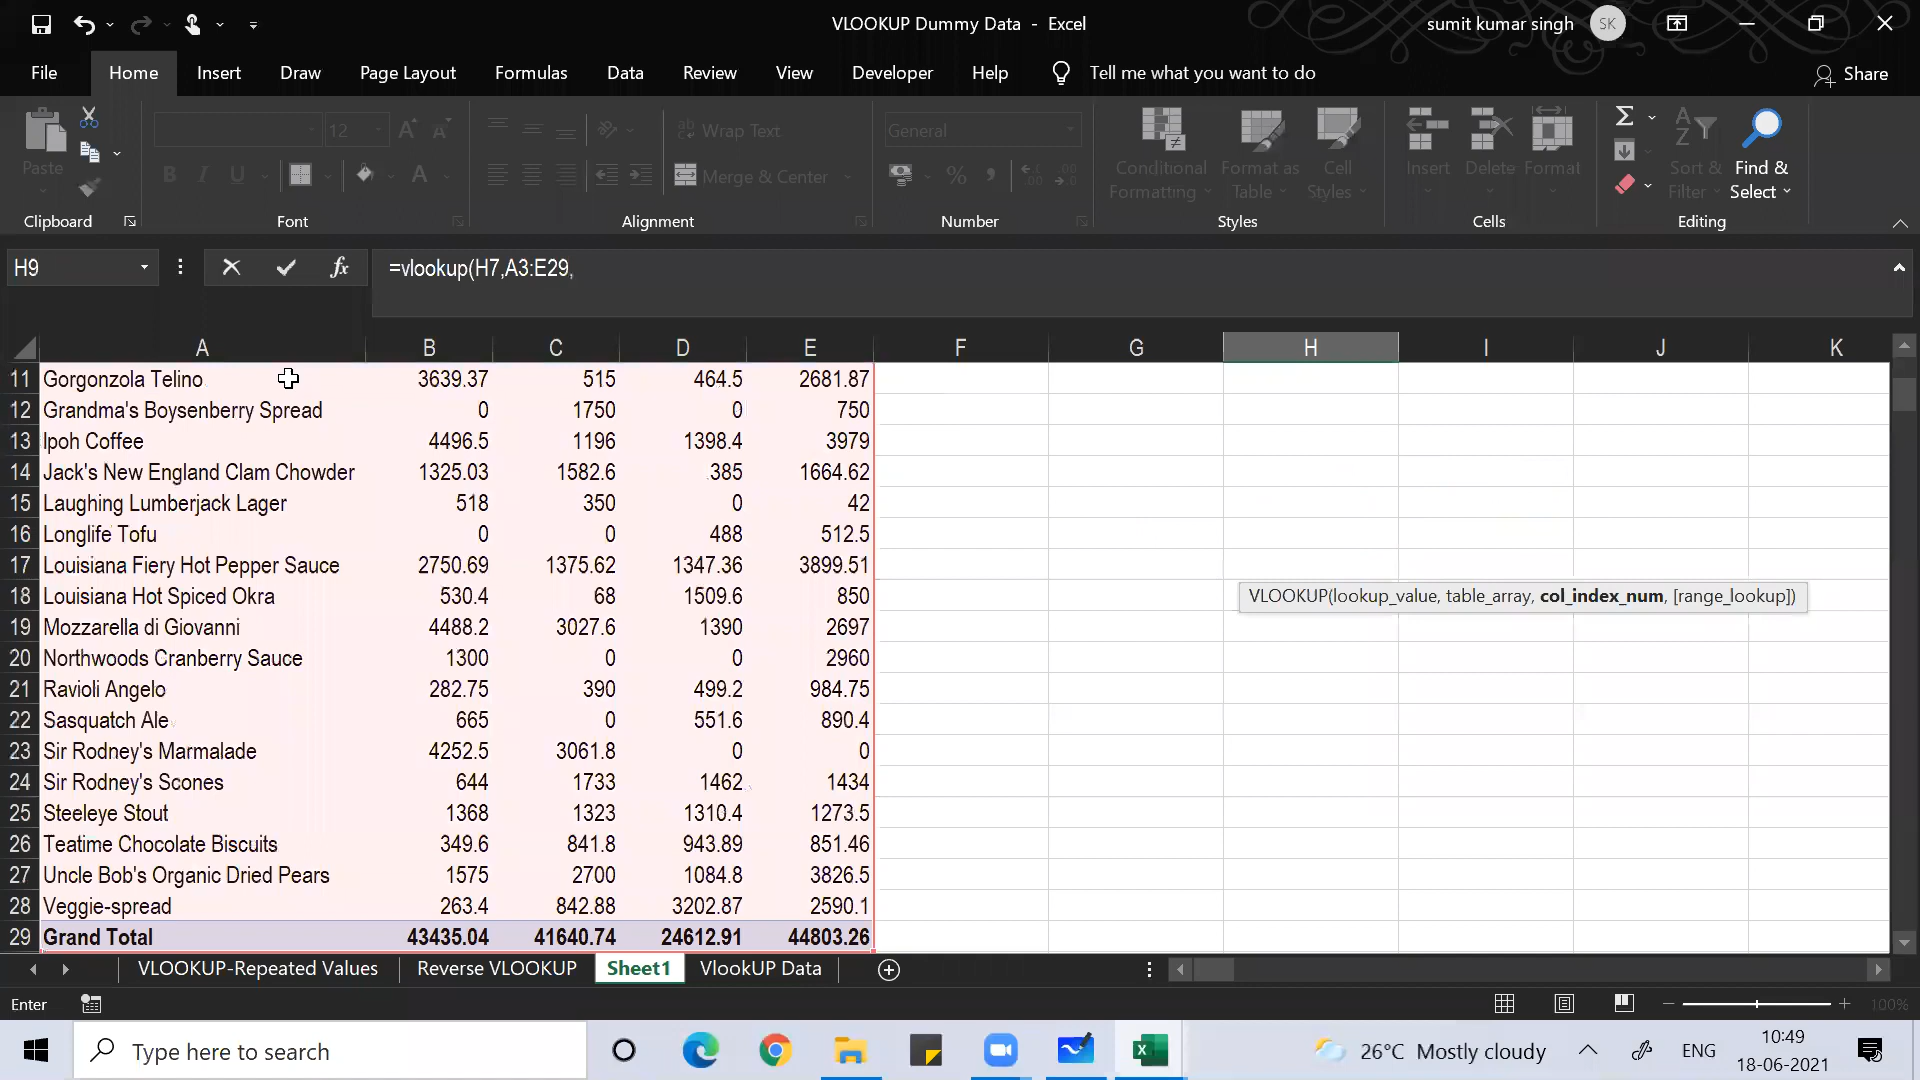 VLOOKUP Dummy Data - Excel
sumit kumar singh
SK
File Home Insert Draw Page Layout Formulas Data Review View Developer Help Tell me what you want to do Share
Paste
Clipboard
12
B I U
Font
Wrap Text
Merge & Center
Alignment
General
Number
Conditional Formatting
Format as Table
Cell Styles
Styles
Insert Delete Format
Cells
Sort & Filter
Find & Select
Editing
H9
=vlookup(H7,A3:E29,
A B C D E F G H I J K
11 Gorgonzola Telino 3639.37 515 464.5 2681.87
12 Grandma's Boysenberry Spread 0 1750 0 750
13 Ipoh Coffee 4496.5 1196 1398.4 3979
14 Jack's New England Clam Chowder 1325.03 1582.6 385 1664.62
15 Laughing Lumberjack Lager 518 350 0 42
16 Longlife Tofu 0 0 488 512.5
17 Louisiana Fiery Hot Pepper Sauce 2750.69 1375.62 1347.36 3899.51
18 Louisiana Hot Spiced Okra 530.4 68 1509.6 850
VLOOKUP(lookup_value, table_array, col_index_num, [range_lookup])
19 Mozzarella di Giovanni 4488.2 3027.6 1390 2697
20 Northwoods Cranberry Sauce 1300 0 0 2960
21 Ravioli Angelo 282.75 390 499.2 984.75
22 Sasquatch Ale 665 0 551.6 890.4
23 Sir Rodney's Marmalade 4252.5 3061.8 0 0
24 Sir Rodney's Scones 644 1733 1462 1434
25 Steeleye Stout 1368 1323 1310.4 1273.5
26 Teatime Chocolate Biscuits 349.6 841.8 943.89 851.46
27 Uncle Bob's Organic Dried Pears 1575 2700 1084.8 3826.5
28 Veggie-spread 263.4 842.88 3202.87 2590.1
29 Grand Total 43435.04 41640.74 24612.91 44803.26
VLOOKUP-Repeated Values Reverse VLOOKUP Sheet1 VlookUP Data
Enter
100%
Type here to search
26°C Mostly cloudy
ENG
10:49
18-06-2021